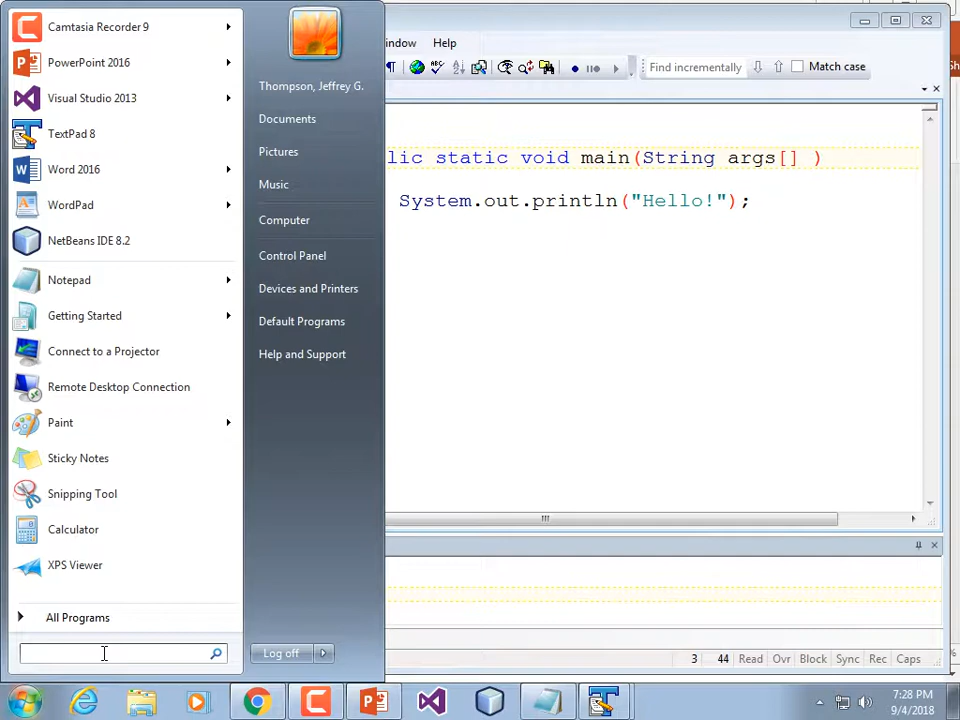 Camtasia Recorder 9
PowerPoint 2016
Visual Studio 2013
TextPad 8
Word 2016
WordPad
NetBeans IDE 8.2
Notepad
Getting Started
Connect to a Projector
Remote Desktop Connection
Paint
Sticky Notes
Snipping Tool
Calculator
XPS Viewer
All Programs
Thompson, Jeffrey G.
Documents
Pictures
Music
Computer
Control Panel
Devices and Printers
Default Programs
Help and Support
Log off
indow Help
Find incrementally Match case
lic static void main(String args[] )
System.out.println("Hello!");
3 44 Read Ovr Block Sync Rec Caps
7:28 PM
9/4/2018